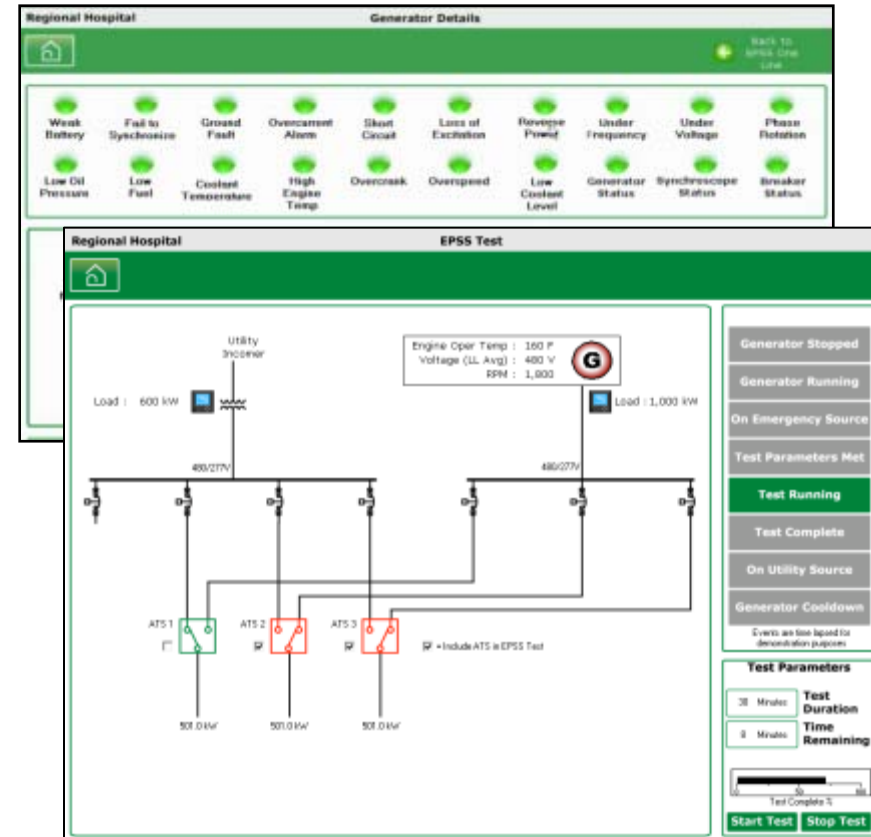 Regional Hospital Generator Details
Back to
EPSS One
Line
Weak Fail to Ground Overcurrent Short Loss of Reverse Under Under Phase
Battery Synchronize Fault Alarm Circuit Excitation Power Frequency Voltage Rotation
Low Oil Low Coolant High Overcrank Overspeed Low Generator Synchroscope Breaker
Pressure Fuel Temperature Engine Coolant Status Status Status
Temp Level
Regional Hospital EPSS Test
Utility
Incomer
Engine Oper Temp : 160 F
Voltage (LL Avg) : 480 V
RPM : 1,800
G
Load : 600 kW
Load : 1,000 kW
480/277V
480/277V
ATS 1
ATS 2
ATS 3
= Include ATS in EPSS Test
501.0 kW
501.0 kW
501.0 kW
Generator Stopped
Generator Running
On Emergency Source
Test Parameters Met
Test Running
Test Complete
On Utility Source
Generator Cooldown
Events are time lapsed for
demonstration purposes
Test Parameters
30 Minutes Test
Duration
8 Minutes Time
Remaining
0 50 100
Test Complete %
Start Test Stop Test